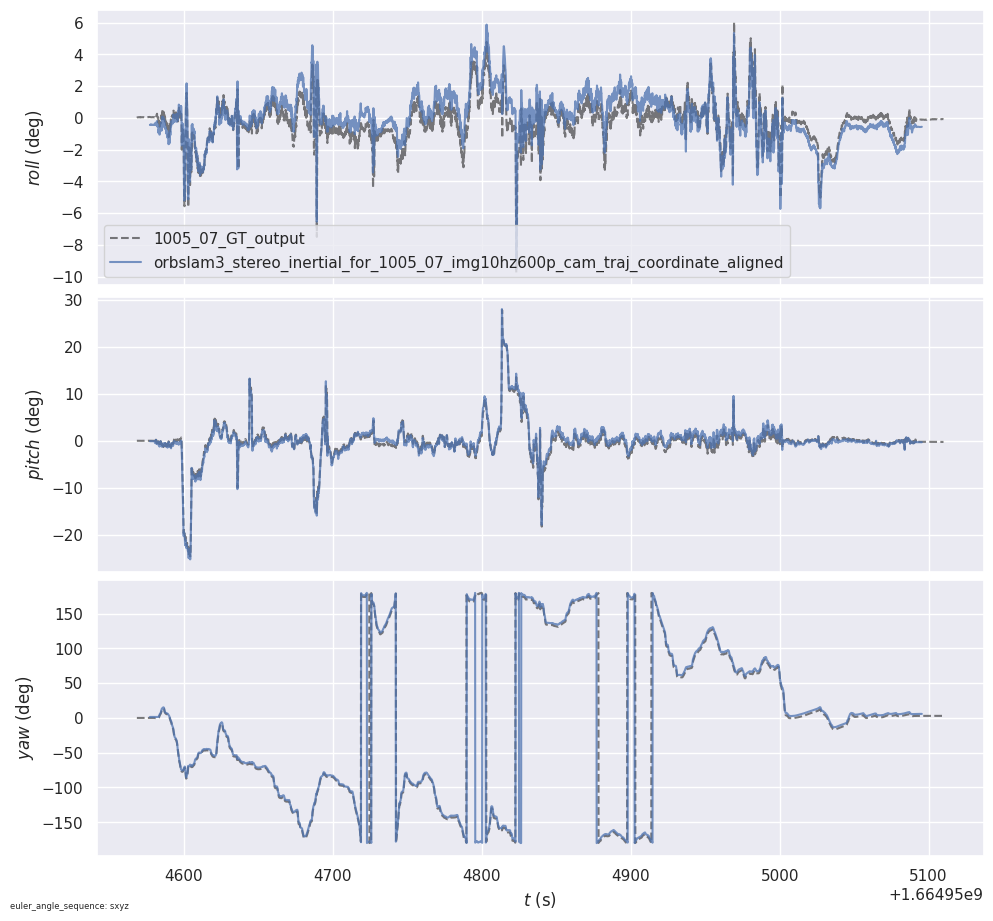 6
4
2
0
−2
−4
−6
−8
−10
roll (deg)
1005_07_GT_output
orbslam3_stereo_inertial_for_1005_07_img10hz600p_cam_traj_coordinate_aligned
30
20
10
0
−10
−20
pitch (deg)
150
100
50
0
−50
−100
−150
yaw (deg)
4600 4700 4800 4900 5000 5100
t (s)
+1.66495e9
euler_angle_sequence: sxyz